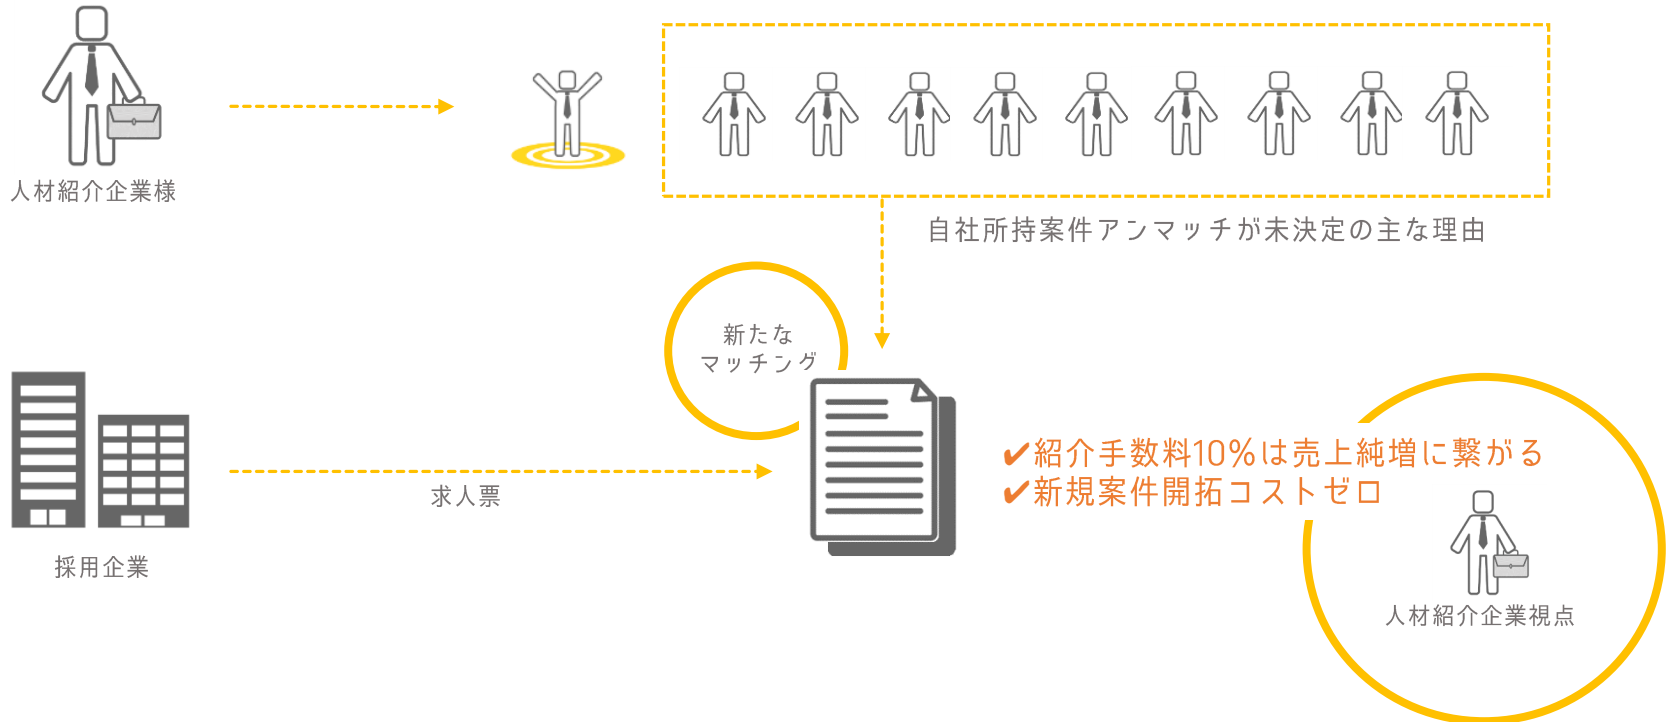 人材紹介企業様
自社所持案件アンマッチが未決定の主な理由
新たな
マッチング
求人票
採用企業
✔紹介手数料10%は売上純増に繋がる
✔新規案件開拓コストゼロ
人材紹介企業視点